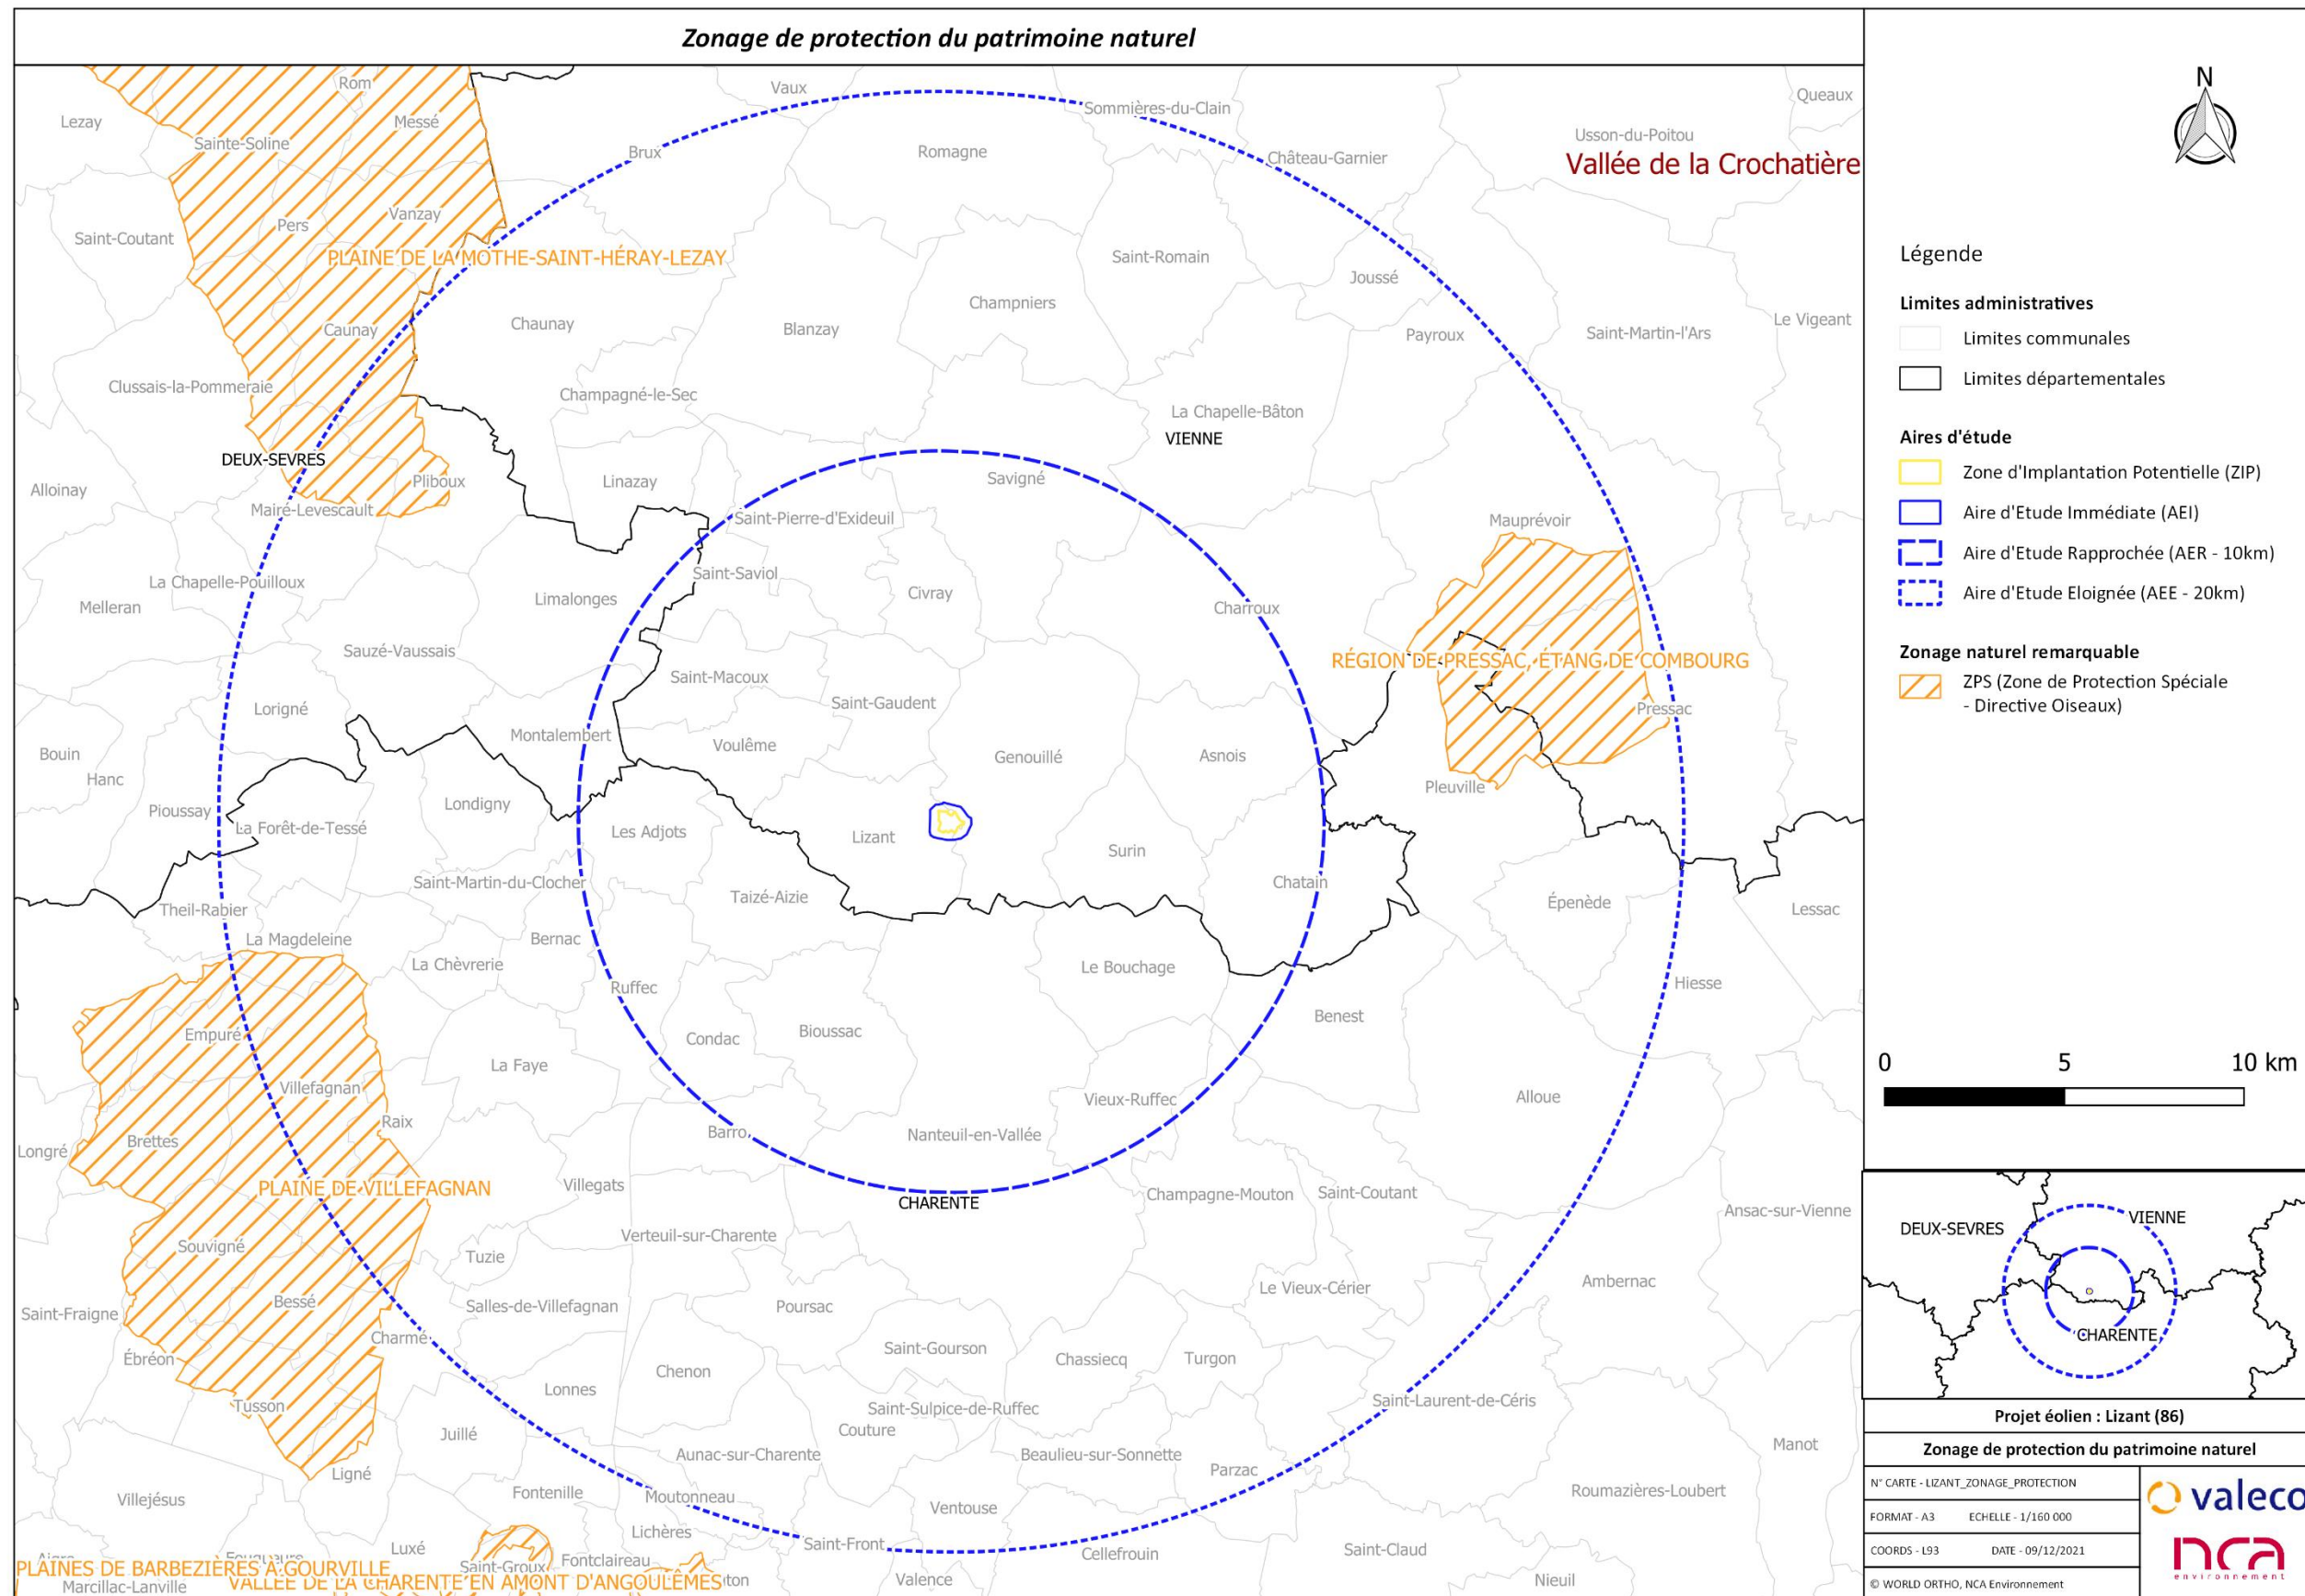 Zonage de protection du patrimoine naturel
Rom
Vaux
Queaux
Lezay
Messé
Sommières-du-Clain
Sainte-Soline
Usson-du-Poitou
Brux
Romagne
Château-Garnier
Vallée de la Crochatière
Vanzay
Pers
Saint-Coutant
PLAINE DE LA MOTHE-SAINT-HÉRAY-LEZAY
Saint-Romain
Joussé
Champniers
Chaunay
Caunay
Blanzay
Payroux
Saint-Martin-l'Ars
Le Vigeant
Clussais-la-Pommeraie
Champagné-le-Sec
La Chapelle-Bâton
VIENNE
DEUX-SEVRES
Pliboux
Linazay
Savigné
Alloinay
Mairé-Levescault
Saint-Pierre-d'Exideuil
Mauprévoir
La Chapelle-Pouilloux
Saint-Saviol
Melleran
Limalonges
Civray
Charroux
Sauzé-Vaussais
RÉGION DE PRESSAC, ÉTANG DE COMBOURG
Saint-Macoux
Saint-Gaudent
Lorigné
Pressac
Montalembert
Voulême
Bouin
Genouillé
Asnois
Hanc
Pleuville
Pioussay
Londigny
La Forêt-de-Tessé
Les Adjots
Lizant
Surin
Saint-Martin-du-Clocher
Chatain
Taizé-Aizie
Épenède
Theil-Rabier
Lessac
La Magdeleine
Bernac
La Chèvrerie
Le Bouchage
Ruffec
Hiesse
Empuré
Condac
Bioussac
Benest
La Faye
Villefagnan
Vieux-Ruffec
Alloue
Raix
Brettes
Barro
Nanteuil-en-Vallée
Longré
PLAINE DE VILLEFAGNAN
Villegats
Champagne-Mouton
Saint-Coutant
CHARENTE
Ansac-sur-Vienne
Verteuil-sur-Charente
Souvigné
Tuzie
Ambernac
Le Vieux-Cérier
Bessé
Salles-de-Villefagnan
Poursac
Saint-Fraigne
Charmé
Saint-Gourson
Ébréon
Chassiecq
Turgon
Chenon
Lonnes
Saint-Laurent-de-Céris
Tusson
Saint-Sulpice-de-Ruffec
Couture
Juillé
Manot
Aunac-sur-Charente
Beaulieu-sur-Sonnette
Parzac
Ligné
Villejésus
Fontenille
Moutonneau
Roumazières-Loubert
Ventouse
Lichères
Saint-Front
Luxé
Saint-Claud
Cellefrouin
Fontclaireau
Saint-Groux
PLAINES DE BARBEZIÈRES À GOURVILLE
VALLÉE DE LA CHARENTE EN AMONT D'ANGOULÊMES
Marcillac-Lanville
Valence
Nieuil
N
Légende
Limites administratives
Limites communales
Limites départementales
Aires d'étude
Zone d'Implantation Potentielle (ZIP)
Aire d'Etude Immédiate (AEI)
Aire d'Etude Rapprochée (AER - 10km)
Aire d'Etude Eloignée (AEE - 20km)
Zonage naturel remarquable
ZPS (Zone de Protection Spéciale
- Directive Oiseaux)
0 5 10 km
DEUX-SEVRES
VIENNE
CHARENTE
Projet éolien : Lizant (86)
Zonage de protection du patrimoine naturel
N° CARTE - LIZANT_ZONAGE_PROTECTION
FORMAT - A3 ECHELLE - 1/160 000
COORDS - L93 DATE - 09/12/2021
© WORLD ORTHO, NCA Environnement
valeco
nca
environnement